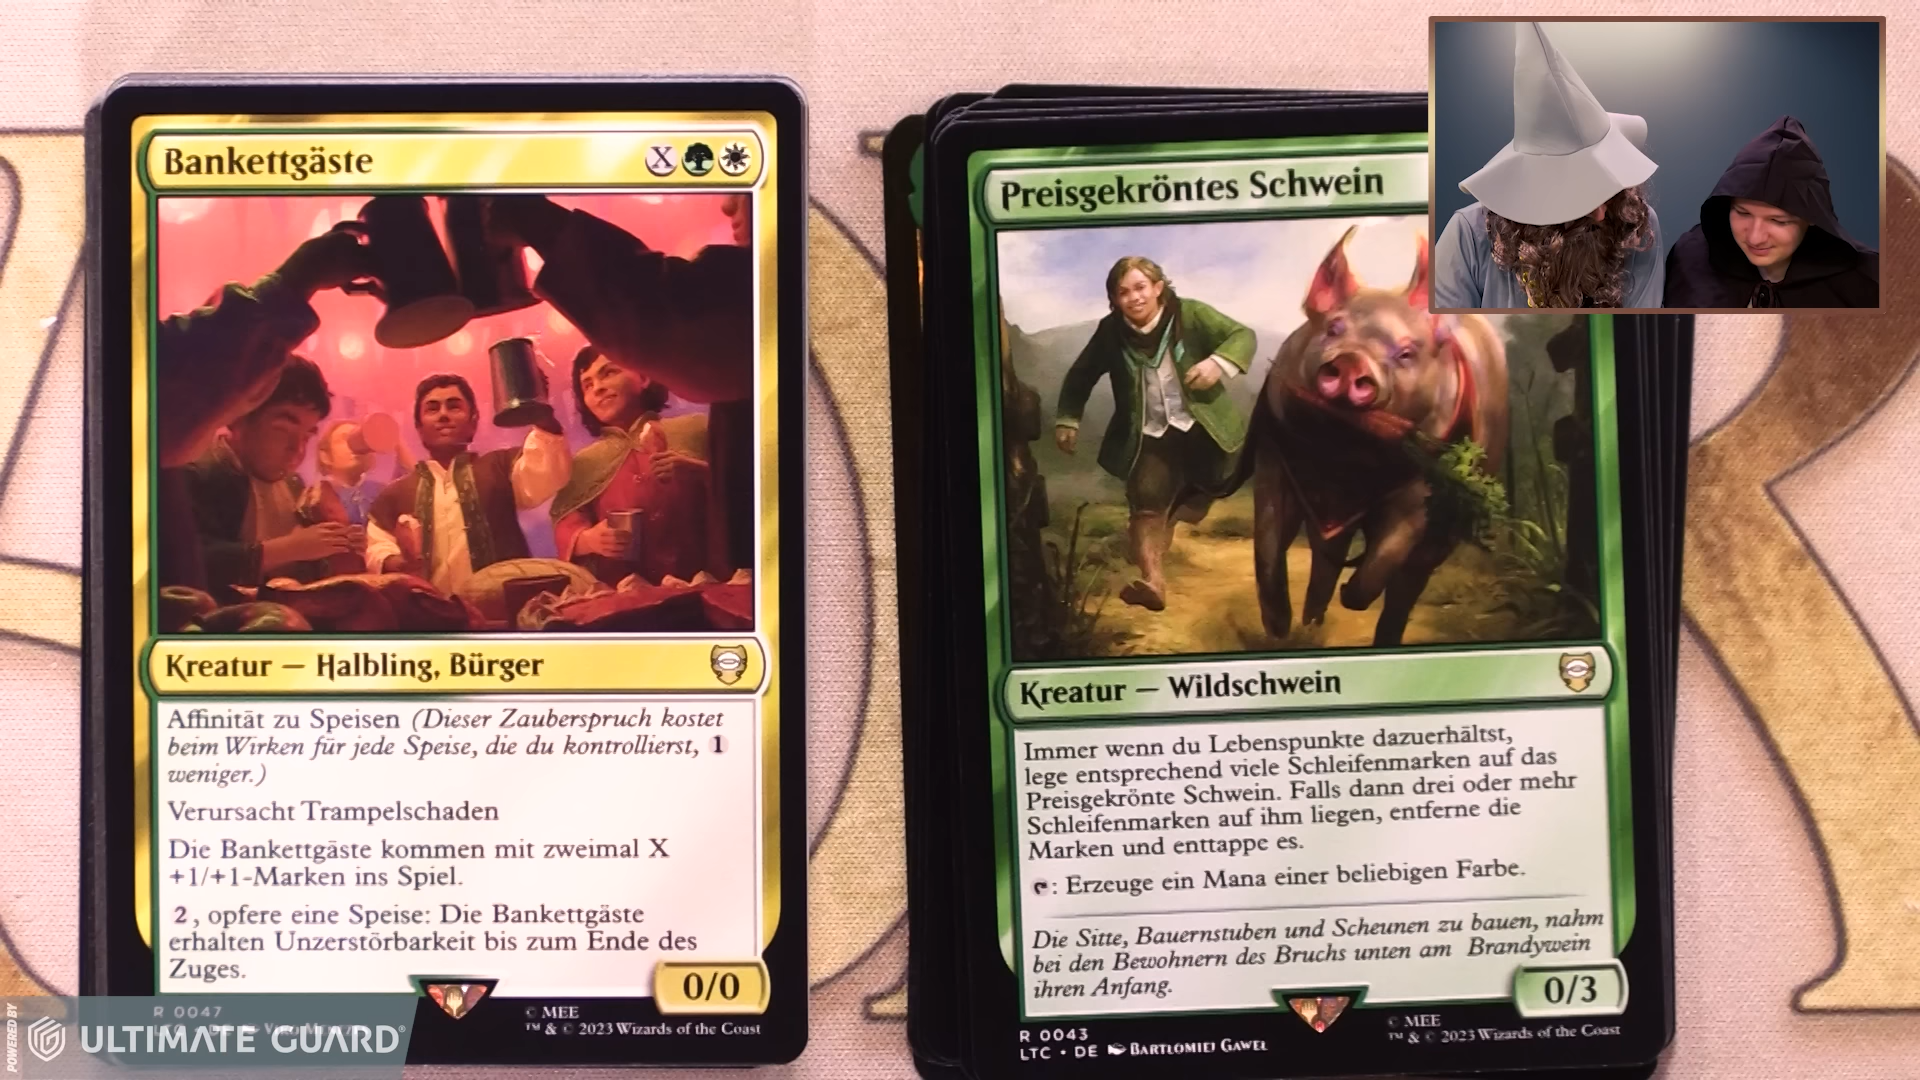 Bankettgäste
X
Kreatur — Halbling, Bürger
Affinität zu Speisen (Dieser Zauberspruch kostet
beim Wirken für jede Speise, die du kontrollierst, 1
weniger.)
Verursacht Trampelschaden
Die Bankettgäste kommen mit zweimal X
+1/+1-Marken ins Spiel.
2, opfere eine Speise: Die Bankettgäste
erhalten Unzerstörbarkeit bis zum Ende des
Zuges.
0/0
R 0047
© MEE
™ & © 2023 Wizards of the Coast
POWERED BY
ULTIMATE GUARD®
Preisgekröntes Schwein
Kreatur — Wildschwein
Immer wenn du Lebenspunkte dazuerhältst,
lege entsprechend viele Schleifenmarken auf das
Preisgekrönte Schwein. Falls dann drei oder mehr
Schleifenmarken auf ihm liegen, entferne die
Marken und enttappe es.
: Erzeuge ein Mana einer beliebigen Farbe.
Die Sitte, Bauernstuben und Scheunen zu bauen, nahm
bei den Bewohnern des Bruchs unten am Brandywein
ihren Anfang.
0/3
R 0043
LTC • DE Bartłomiej Gaweł
© MEE
™ & © 2023 Wizards of the Coast